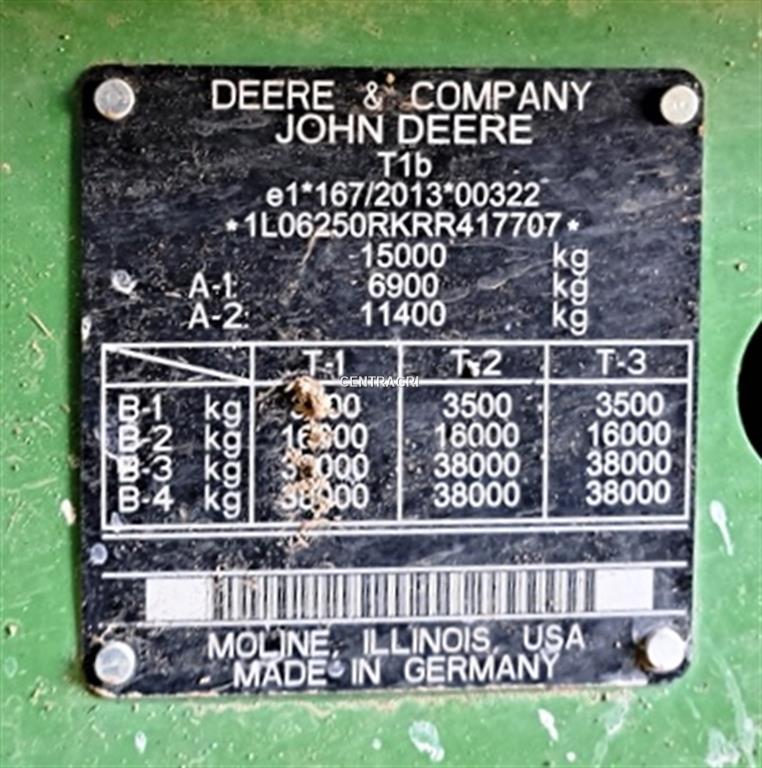 DEERE & COMPANY
JOHN DEERE
T1b
e1*167/2013*00322
*1L06250RKRR417707*
15000 kg
A-1: 6900 kg
A-2: 11400 kg
T-1 T-2 T-3
CENTRAGRI
B-1 kg 3500 3500
B-2 kg 16000 16000
B-3 kg 38000 38000
B-4 kg 38000 38000 38000
MOLINE, ILLINOIS, USA
MADE IN GERMANY